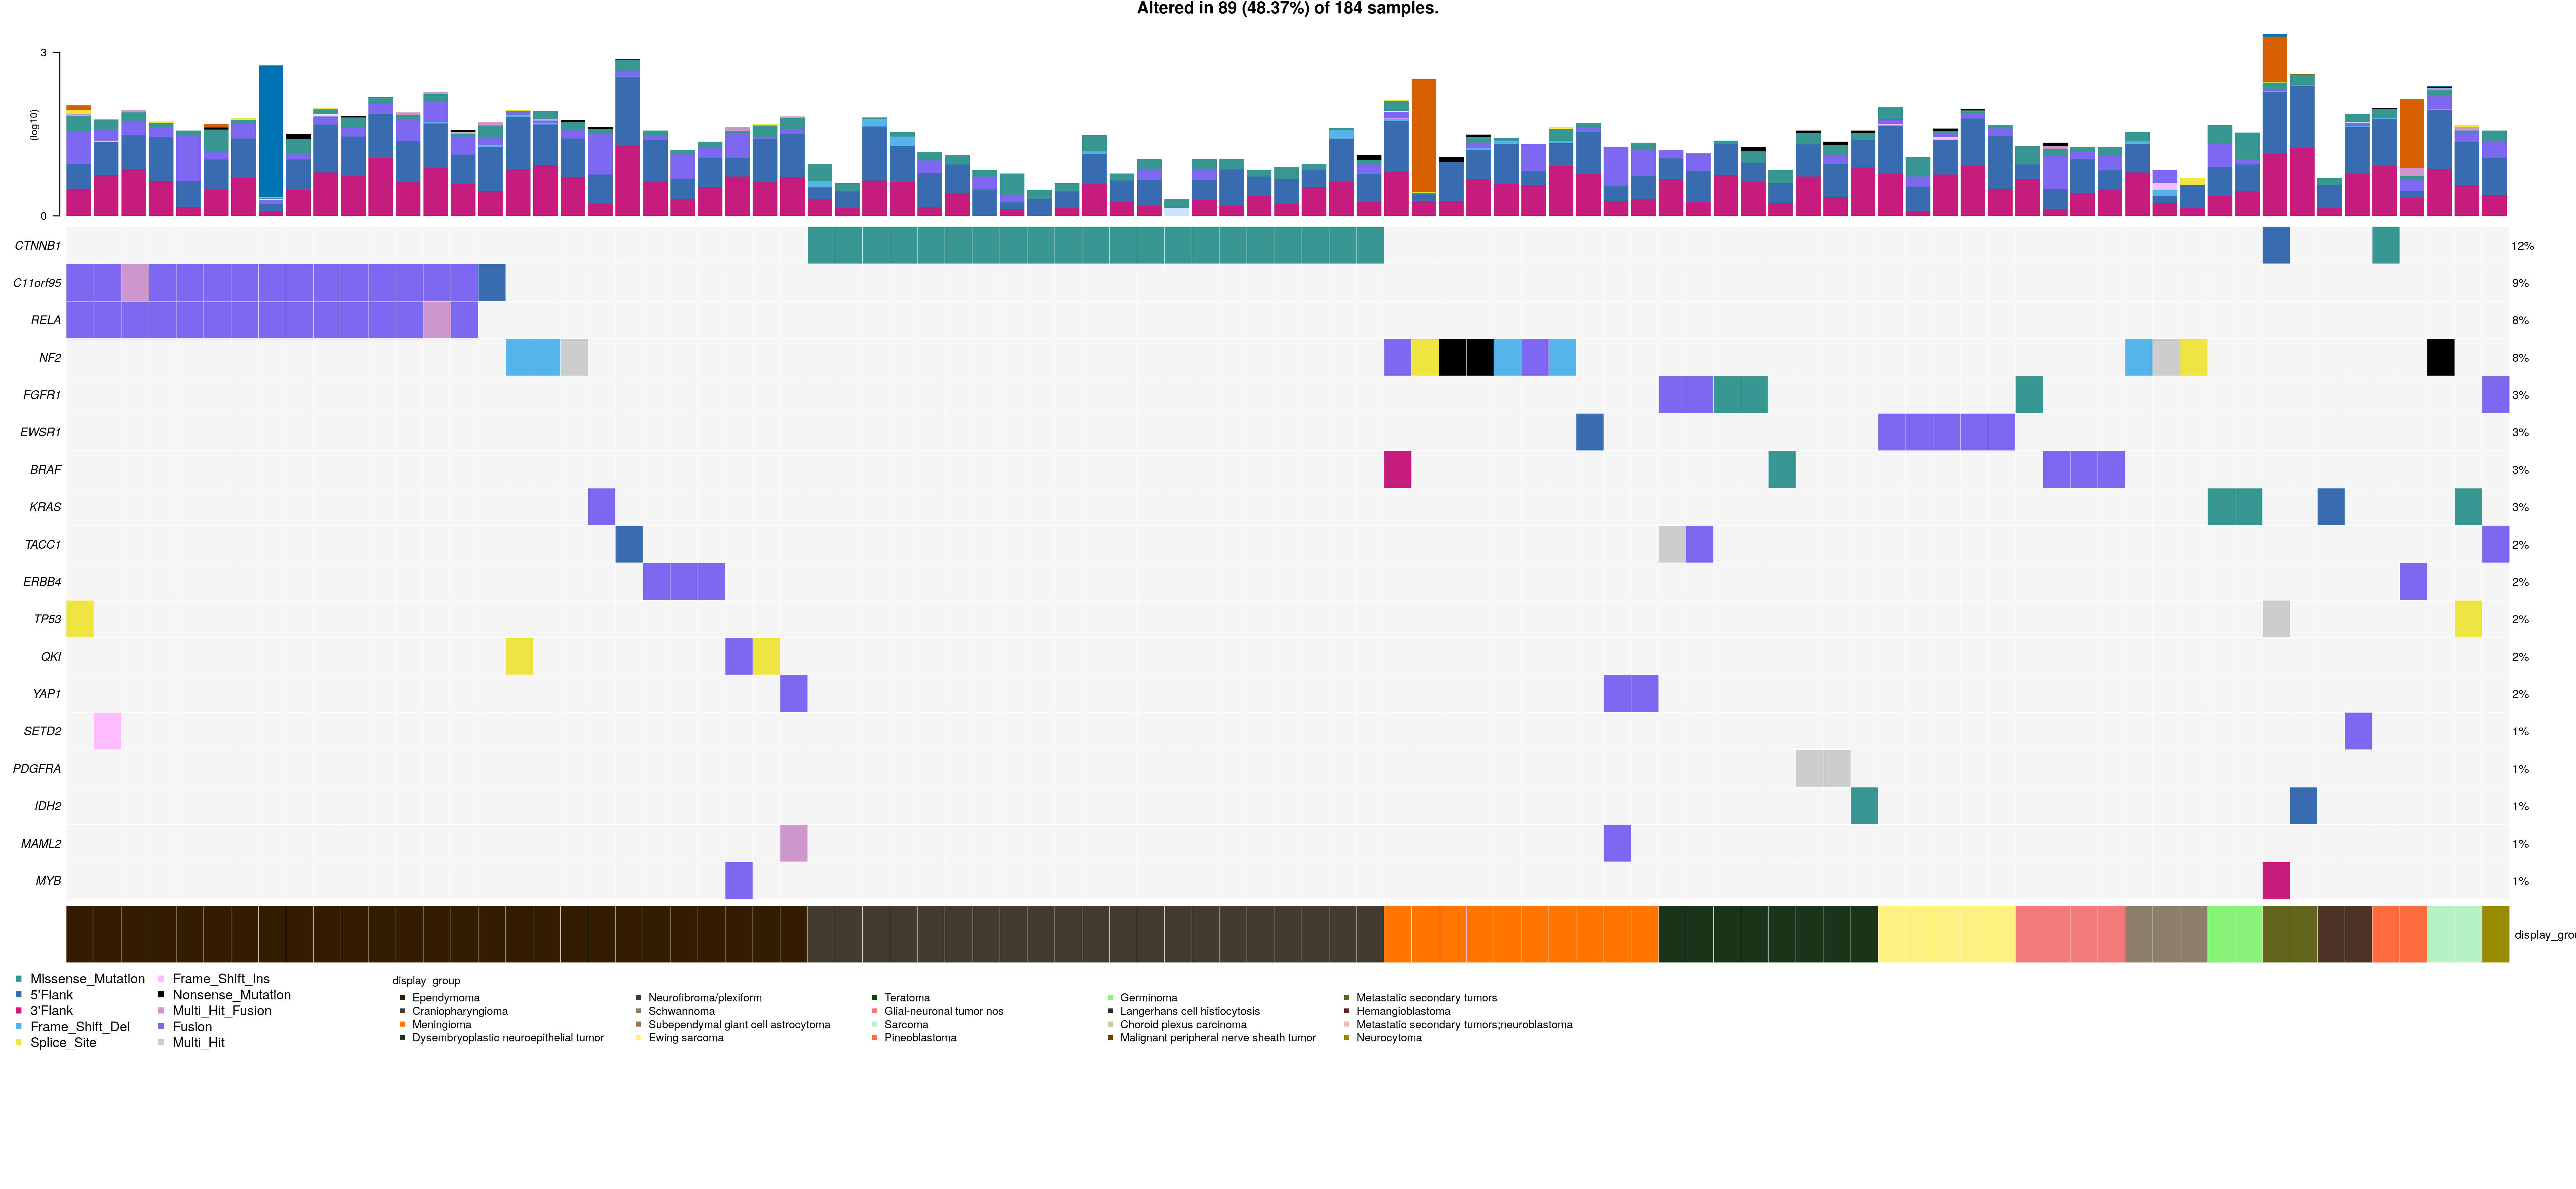 Altered in 89 (48.37%) of 184 samples.
3
(log10)
0
CTNNB1 12%
C11orf95 9%
RELA 8%
NF2 8%
FGFR1 3%
EWSR1 3%
BRAF 3%
KRAS 3%
TACC1 2%
ERBB4 2%
TP53 2%
QKI 2%
YAP1 2%
SETD2 1%
PDGFRA 1%
IDH2 1%
MAML2 1%
MYB 1%
display_grou
Missense_Mutation
5'Flank
3'Flank
Frame_Shift_Del
Splice_Site
Frame_Shift_Ins
Nonsense_Mutation
Multi_Hit_Fusion
Fusion
Multi_Hit
display_group
Ependymoma
Craniopharyngioma
Meningioma
Dysembryoplastic neuroepithelial tumor
Neurofibroma/plexiform
Schwannoma
Subependymal giant cell astrocytoma
Ewing sarcoma
Teratoma
Glial-neuronal tumor nos
Sarcoma
Pineoblastoma
Germinoma
Langerhans cell histiocytosis
Choroid plexus carcinoma
Malignant peripheral nerve sheath tumor
Metastatic secondary tumors
Hemangioblastoma
Metastatic secondary tumors;neuroblastoma
Neurocytoma